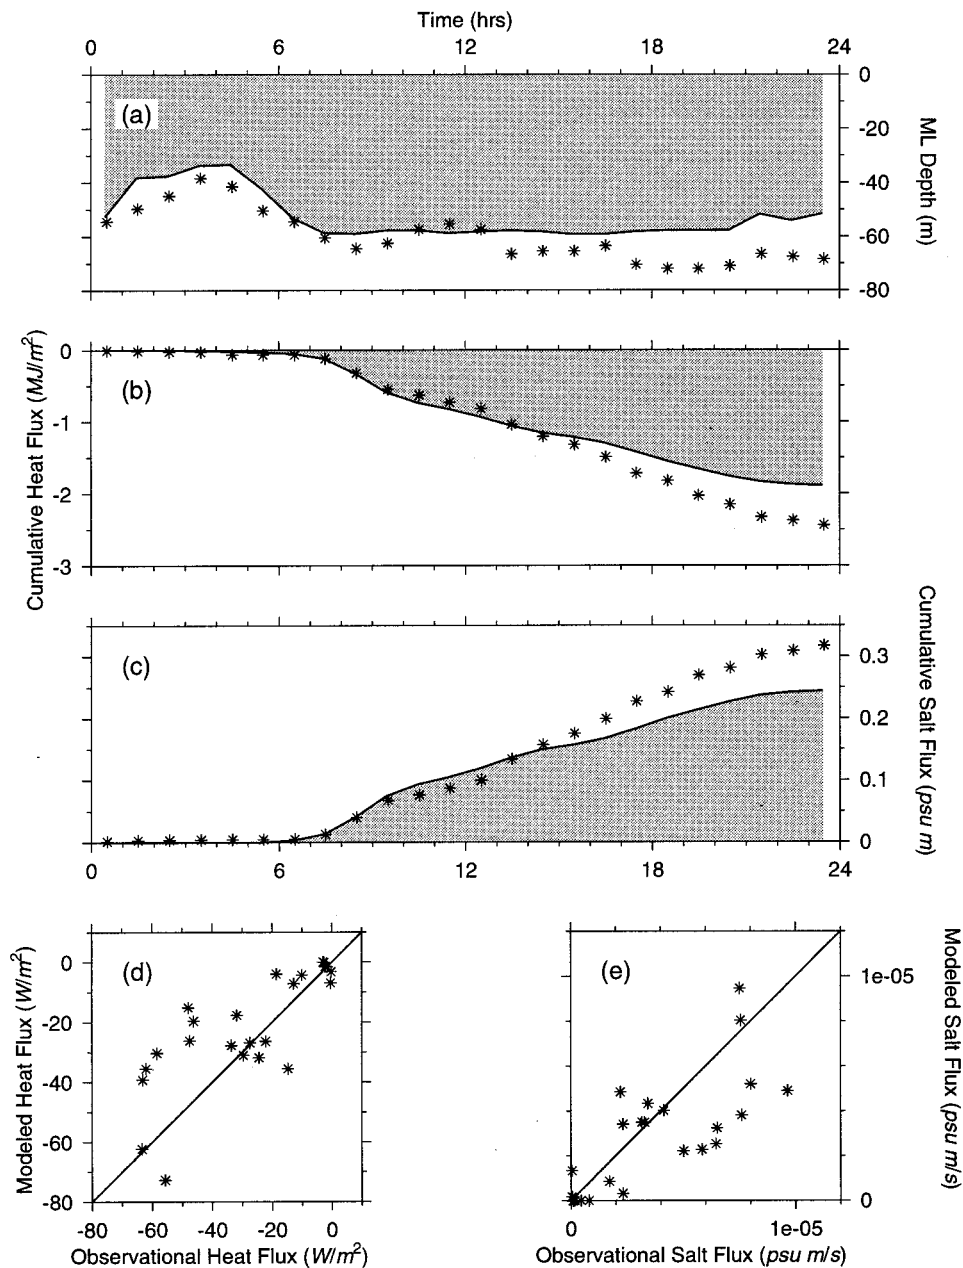 Time (hrs)
0 6 12 18 24
(a)
0
-20
-40
-60
-80
ML Depth (m)
(b)
0
-1
-2
-3
Cumulative Heat Flux (MJ/m²)
(c)
0.3
0.2
0.1
0
Cumulative Salt Flux (psu m)
0 6 12 18 24
(d)
0
-20
-40
-60
-80
Modeled Heat Flux (W/m²)
-80 -60 -40 -20 0
Observational Heat Flux (W/m²)
(e)
1e-05
0
Modeled Salt Flux (psu m/s)
0 1e-05
Observational Salt Flux (psu m/s)